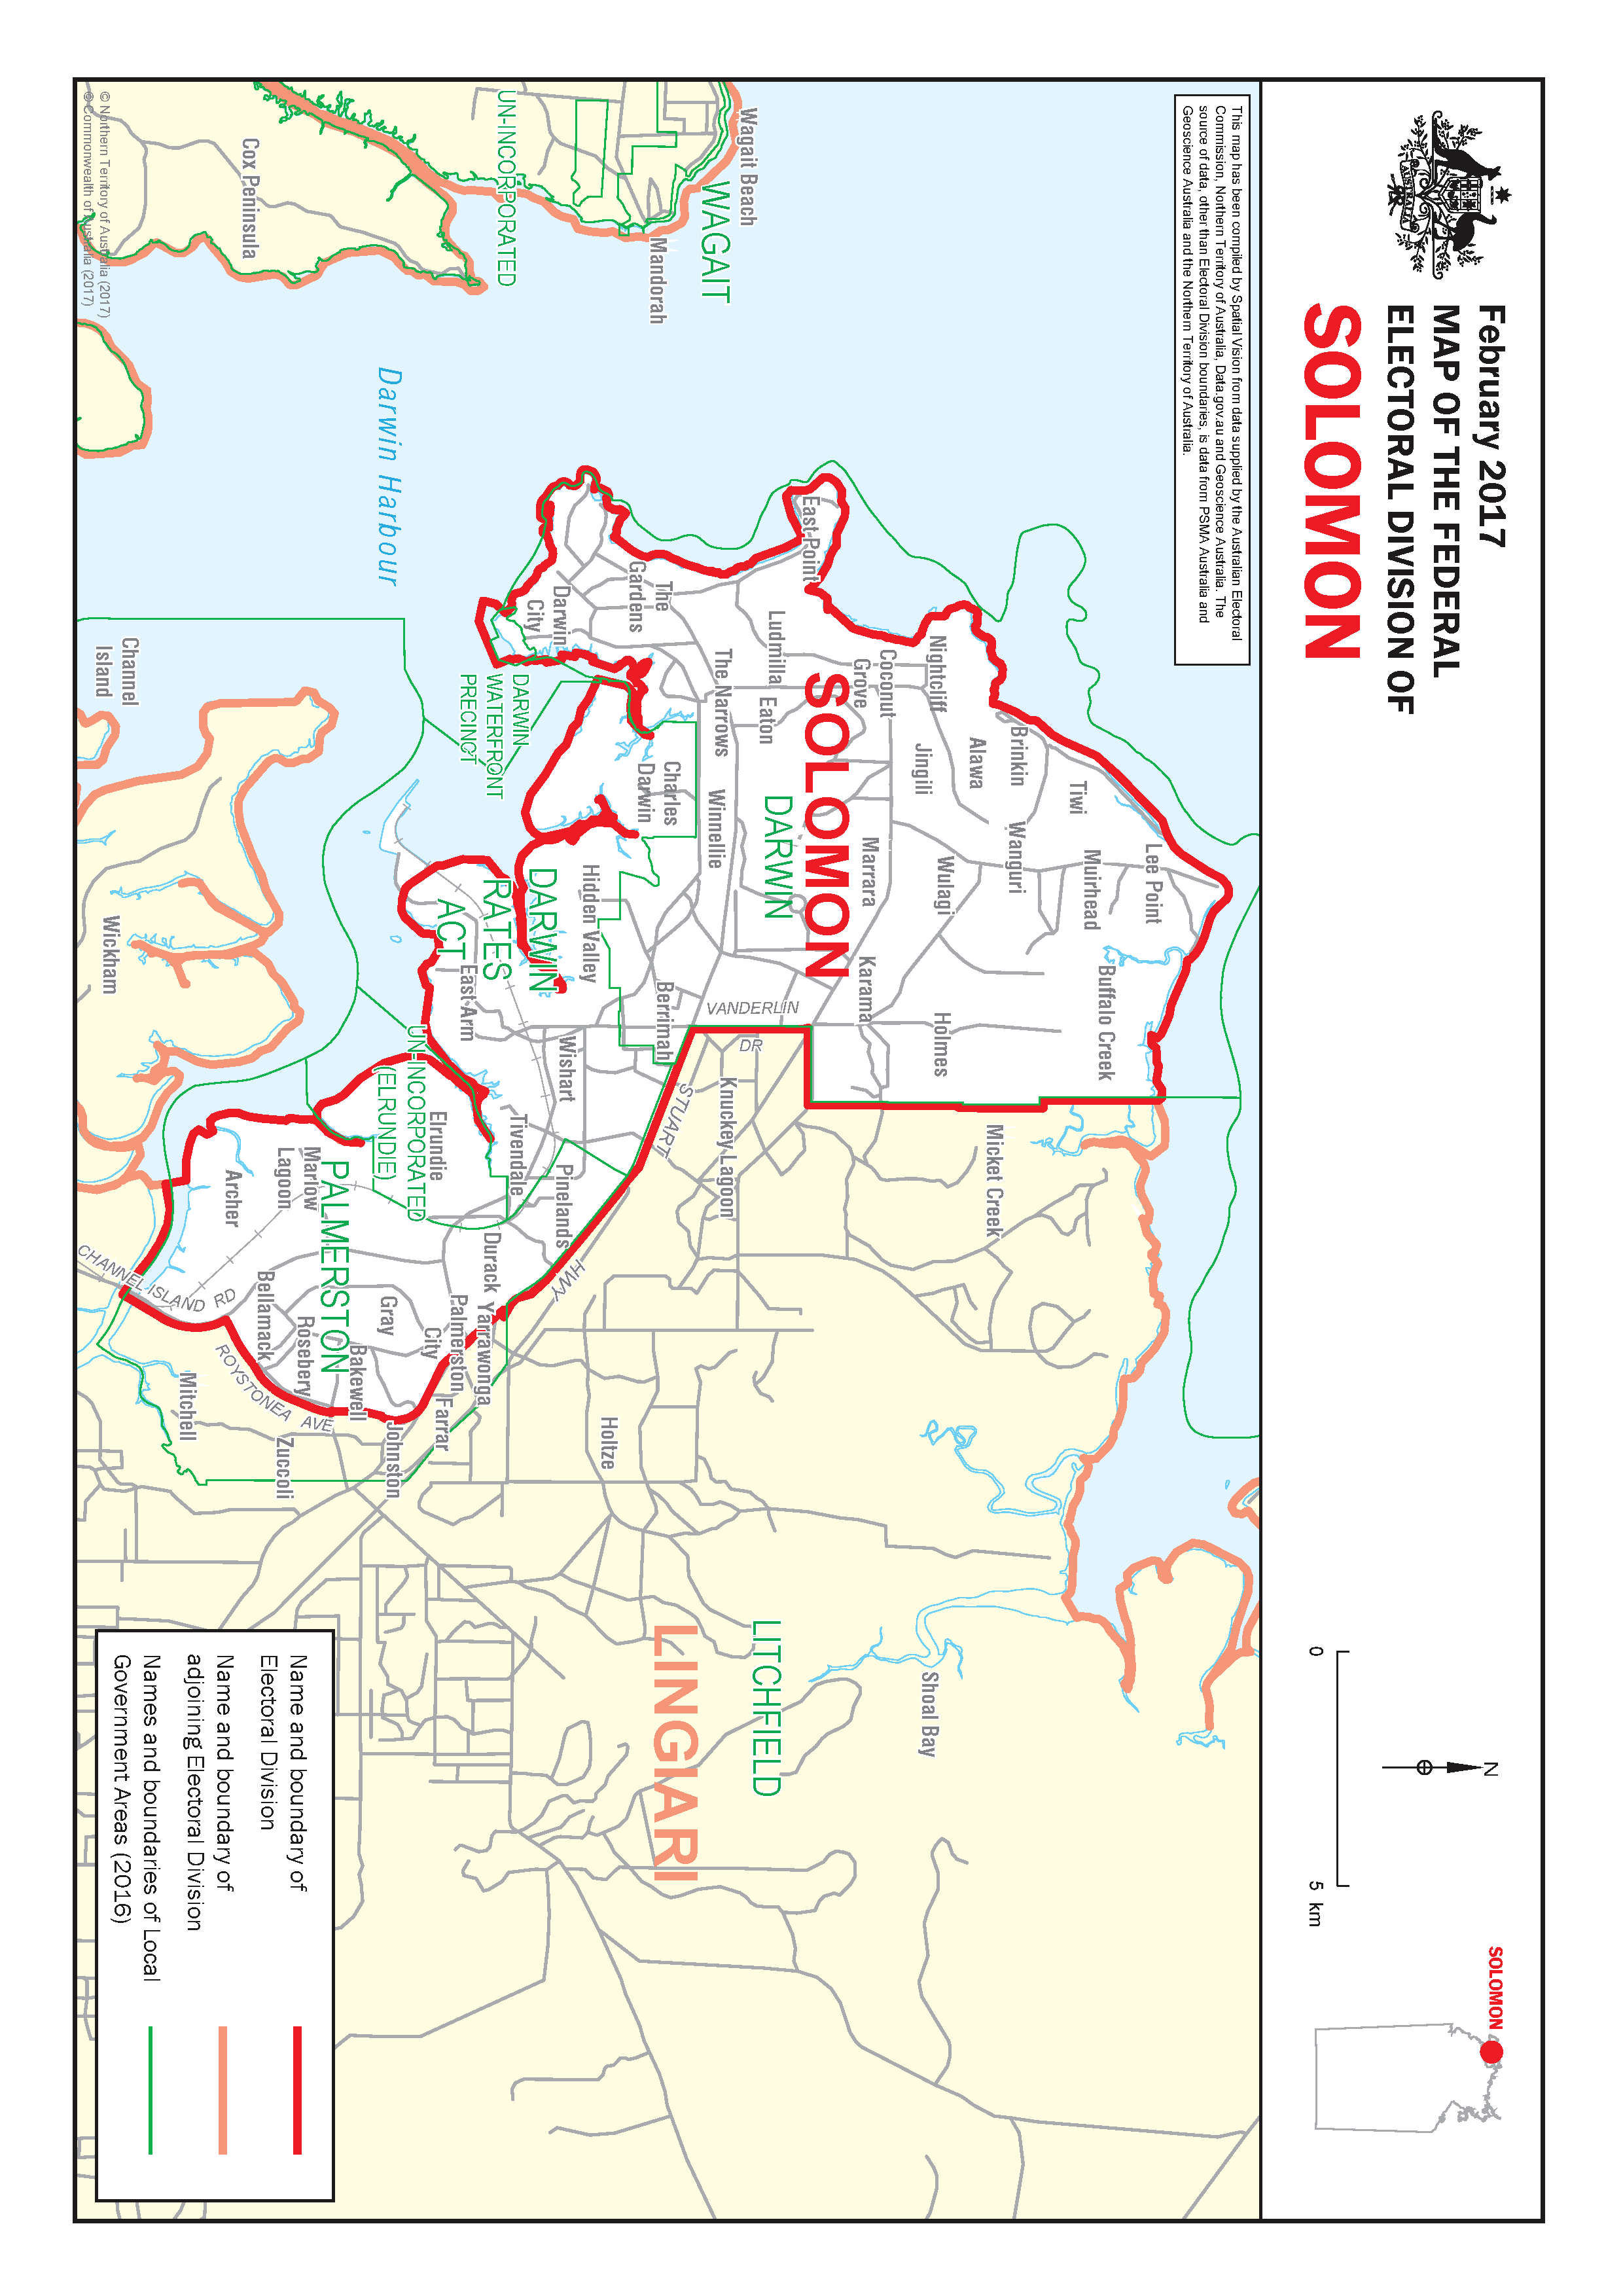 February 2017
MAP OF THE FEDERAL
ELECTORAL DIVISION OF
SOLOMON
AUSTRALIA
0
5 km
N
SOLOMON
This map has been compiled by Spatial Vision from data supplied by the Australian Electoral
Commission, Northern Territory of Australia, Data.gov.au and Geoscience Australia. The
source of data, other than Electoral Division boundaries, is data from PSMA Australia and
Geoscience Australia and the Northern Territory of Australia.
Lee Point
Buffalo Creek
Muirhead
Tiwi
Brinkin
Wanguri
Alawa
Micket Creek
Nightcliff
Jingili
Wulagi
Holmes
Shoal Bay
Coconut
Grove
Marrara
Karama
SOLOMON
East Point
Ludmilla
Eaton
DARWIN
LITCHFIELD
VANDERLIN
DR
Wagait Beach
WAGAIT
The Narrows
Winnellie
Knuckey Lagoon
LINGIARI
Mandorah
The
Gardens
Charles
Darwin
Berrimah
STUART
HWY
Holtze
Hidden Valley
Darwin
City
DARWIN
RATES
ACT
Wishart
Pinelands
UN-INCORPORATED
DARWIN
WATERFRONT
PRECINCT
East Arm
Tivendale
Durack
Yarrawonga
Palmerston
City
Farrar
Elrundie
UN-INCORPORATED
(ELRUNDIE)
Darwin Harbour
Gray
Johnston
Bakewell
PALMERSTON
Marlow
Lagoon
Rosebery
Zuccoli
Bellamack
Archer
Cox Peninsula
CHANNEL ISLAND RD
ROYSTONEA AVE
Mitchell
Channel
Island
Wickham
© Northern Territory of Australia (2017)
© Commonwealth of Australia (2017)
Name and boundary of
Electoral Division
Name and boundary of
adjoining Electoral Division
Names and boundaries of Local
Government Areas (2016)